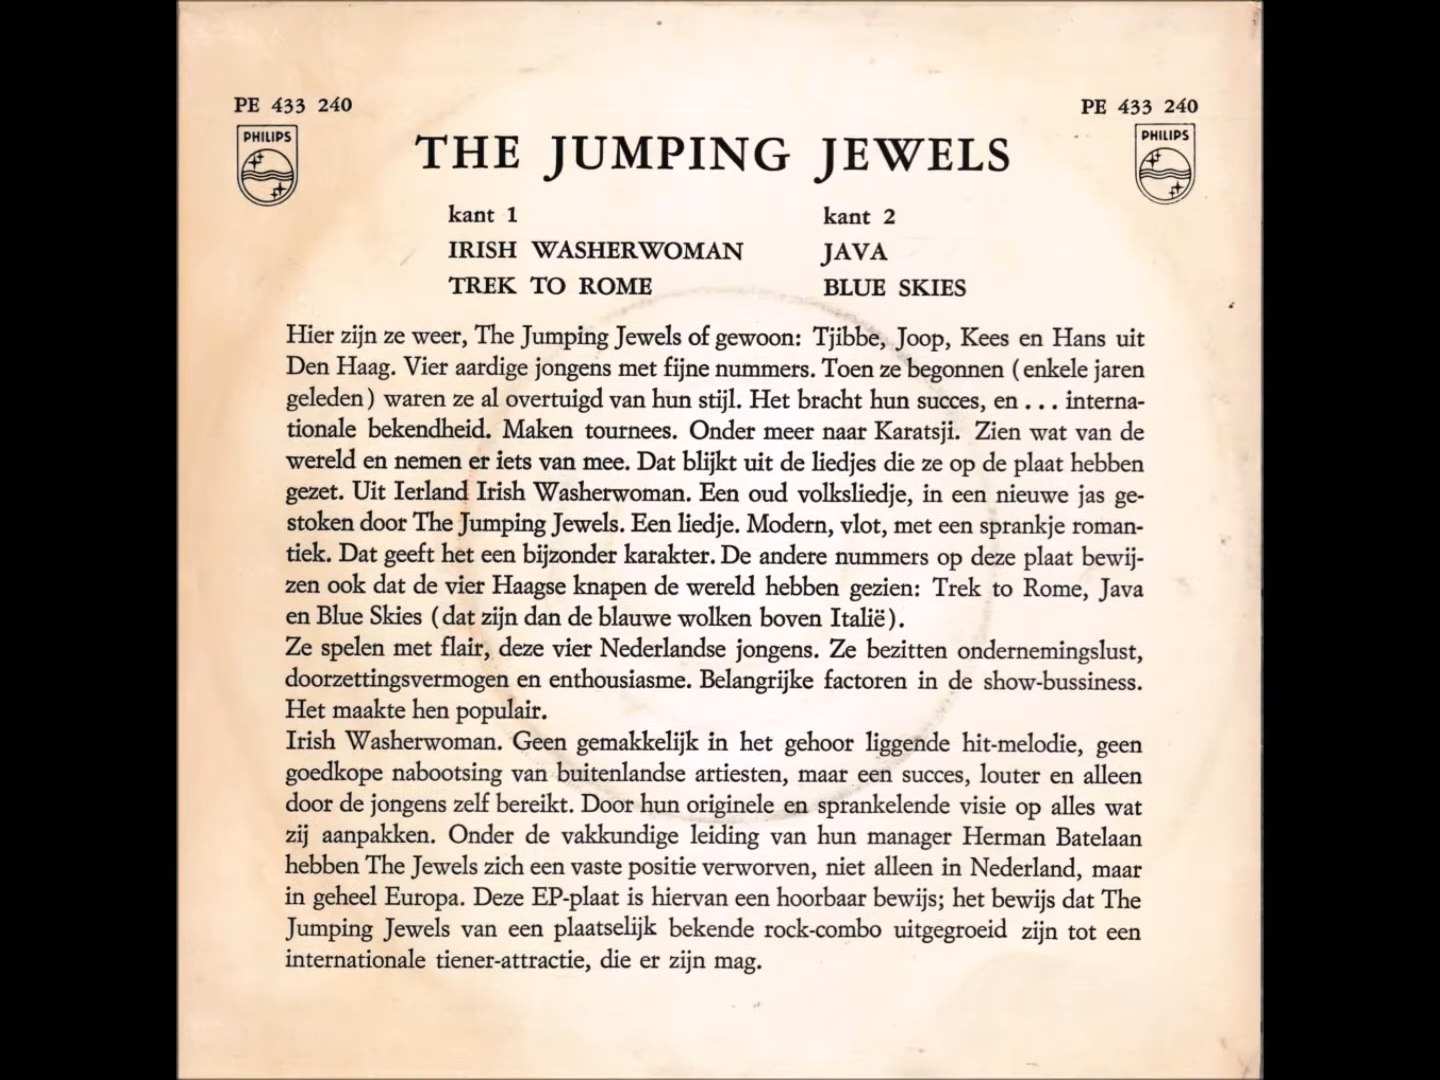 PE 433 240
PE 433 240
PHILIPS
PHILIPS
THE JUMPING JEWELS
kant 1
IRISH WASHERWOMAN
TREK TO ROME
kant 2
JAVA
BLUE SKIES
Hier zijn ze weer, The Jumping Jewels of gewoon: Tjibbe, Joop, Kees en Hans uit
Den Haag. Vier aardige jongens met fijne nummers. Toen ze begonnen (enkele jaren
geleden) waren ze al overtuigd van hun stijl. Het bracht hun succes, en . . . interna-
tionale bekendheid. Maken tournees. Onder meer naar Karatsji. Zien wat van de
wereld en nemen er iets van mee. Dat blijkt uit de liedjes die ze op de plaat hebben
gezet. Uit Ierland Irish Washerwoman. Een oud volksliedje, in een nieuwe jas ge-
stoken door The Jumping Jewels. Een liedje. Modern, vlot, met een sprankje roman-
tiek. Dat geeft het een bijzonder karakter. De andere nummers op deze plaat bewij-
zen ook dat de vier Haagse knapen de wereld hebben gezien: Trek to Rome, Java
en Blue Skies (dat zijn dan de blauwe wolken boven Italië).
Ze spelen met flair, deze vier Nederlandse jongens. Ze bezitten ondernemingslust,
doorzettingsvermogen en enthousiasme. Belangrijke factoren in de show-bussiness.
Het maakte hen populair.
Irish Washerwoman. Geen gemakkelijk in het gehoor liggende hit-melodie, geen
goedkope nabootsing van buitenlandse artiesten, maar een succes, louter en alleen
door de jongens zelf bereikt. Door hun originele en sprankelende visie op alles wat
zij aanpakken. Onder de vakkundige leiding van hun manager Herman Batelaan
hebben The Jewels zich een vaste positie verworven, niet alleen in Nederland, maar
in geheel Europa. Deze EP-plaat is hiervan een hoorbaar bewijs; het bewijs dat The
Jumping Jewels van een plaatselijk bekende rock-combo uitgegroeid zijn tot een
internationale tiener-attractie, die er zijn mag.